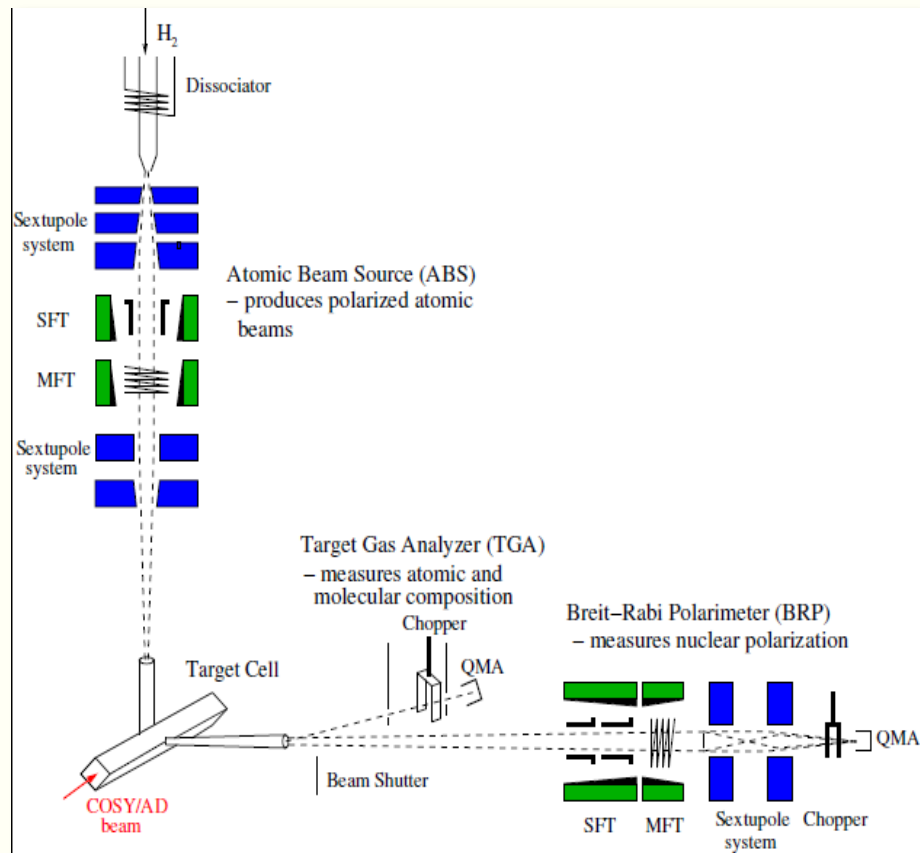 H2
Dissociator
Sextupole
system
Atomic Beam Source (ABS)
– produces polarized atomic
beams
SFT
MFT
Sextupole
system
Target Gas Analyzer (TGA)
– measures atomic and
molecular composition
Chopper
QMA
Breit–Rabi Polarimeter (BRP)
– measures nuclear polarization
Target Cell
QMA
Beam Shutter
COSY/AD
beam
SFT
MFT
Sextupole
system
Chopper